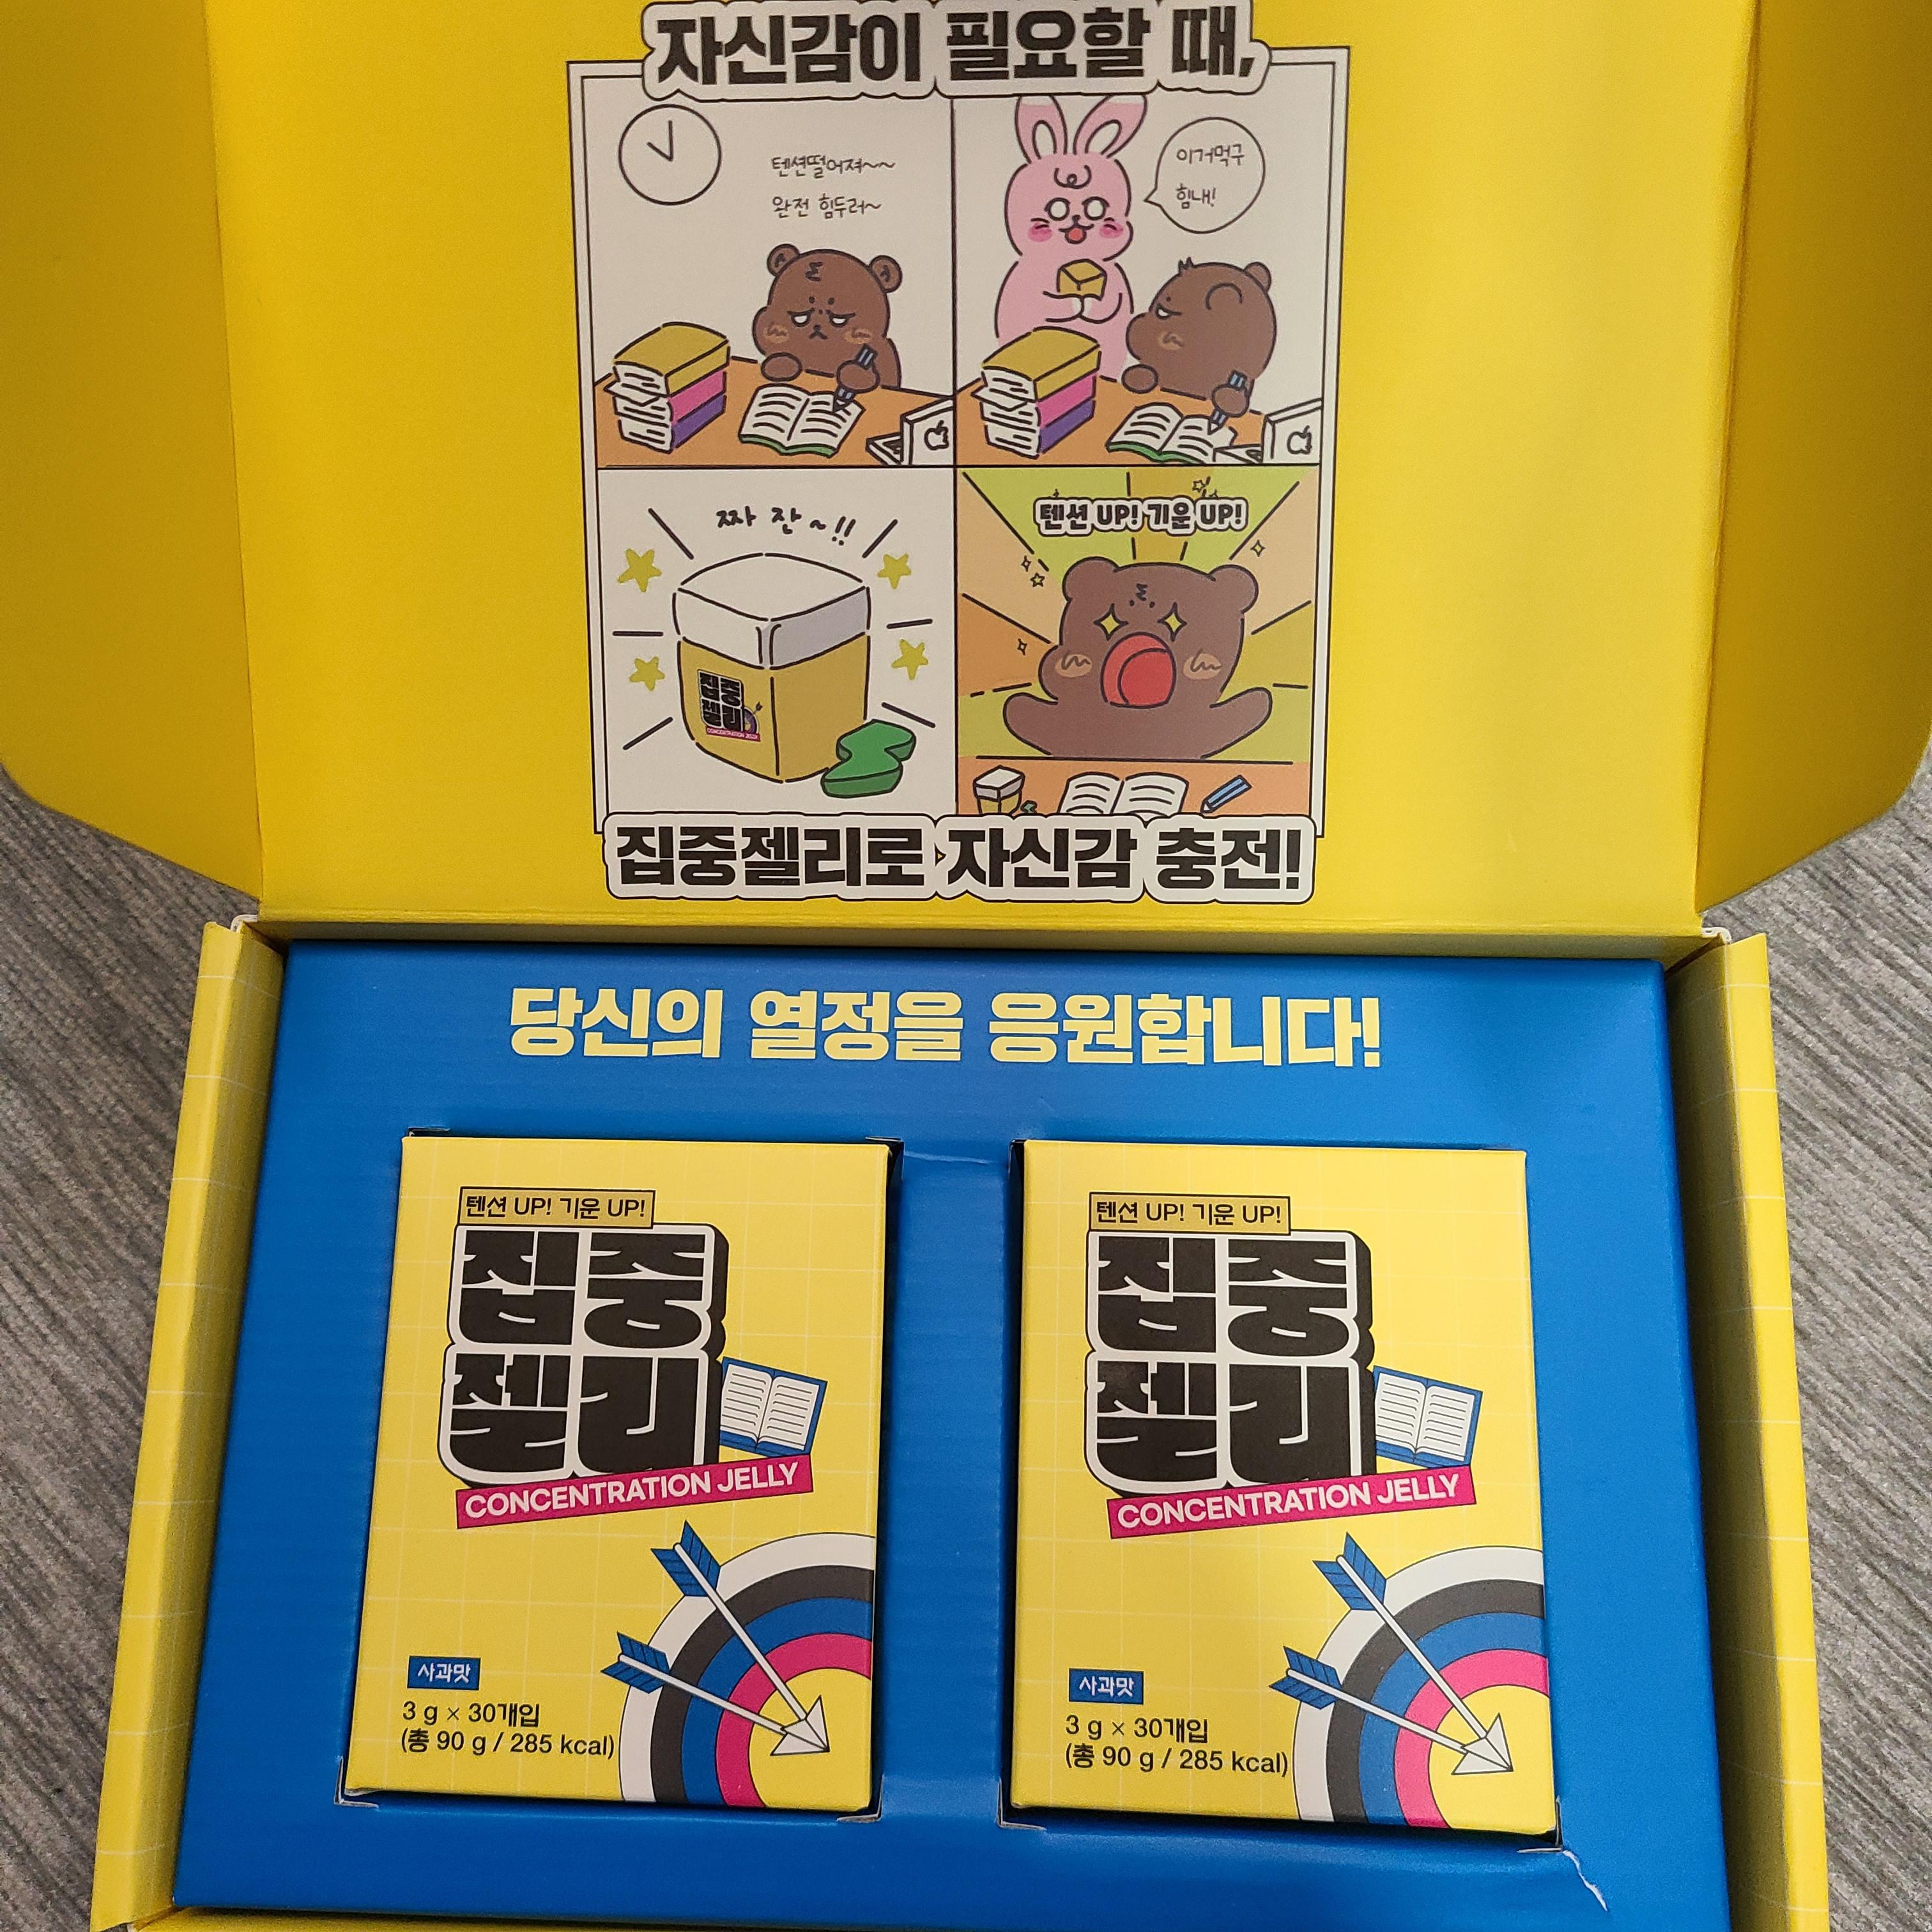 자신감이 필요할 때,
텐션떨어져~~
완전 힘두러~
이거먹구
힘내!
짜 잔~!!
집중
젤리
CONCENTRATION JELLY
텐션 UP! 기운 UP!
집중젤리로 자신감 충전!
당신의 열정을 응원합니다!
텐션 UP! 기운 UP!
집중
젤리
CONCENTRATION JELLY
사과맛
3 g × 30개입
(총 90 g / 285 kcal)
텐션 UP! 기운 UP!
집중
젤리
CONCENTRATION JELLY
사과맛
3 g × 30개입
(총 90 g / 285 kcal)